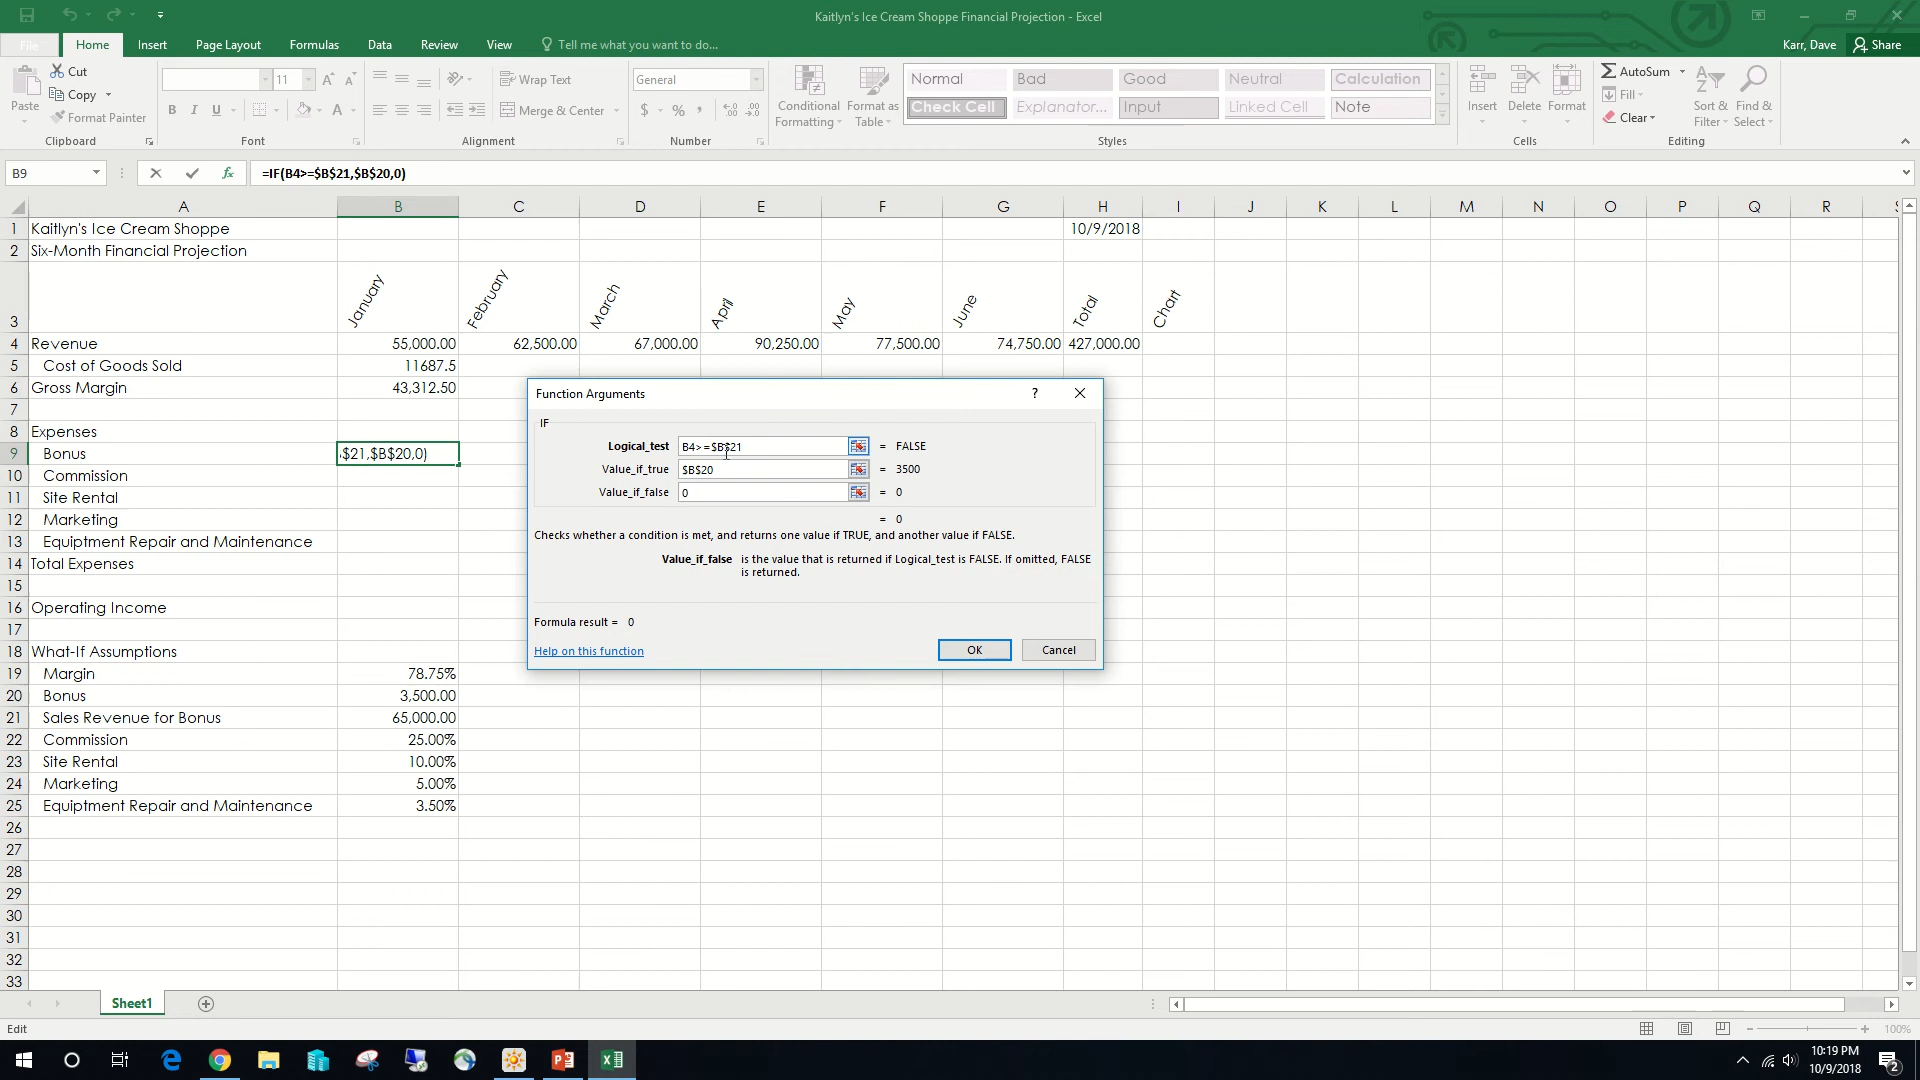 Kaitlyn's Ice Cream Shoppe Financial Projection - Excel
File Home Insert Page Layout Formulas Data Review View Tell me what you want to do... Karr, Dave Share
Paste Cut Copy Format Painter
Clipboard
11 A A B I U A
Font
Wrap Text
Merge & Center
Alignment
General
$ % ,
Number
Conditional Formatting Format as Table
Normal Bad Good Neutral Calculation
Check Cell Explanator... Input Linked Cell Note
Styles
Insert Delete Format
Cells
AutoSum
Fill
Clear
Sort & Filter Find & Select
Editing
B9 fx =IF(B4>=$B$21,$B$20,0)
A B C D E F G H I J K L M N O P Q R
1 Kaitlyn's Ice Cream Shoppe 10/9/2018
2 Six-Month Financial Projection
3 January February March April May June Total Chart
4 Revenue 55,000.00 62,500.00 67,000.00 90,250.00 77,500.00 74,750.00 427,000.00
5 Cost of Goods Sold 11687.5
6 Gross Margin 43,312.50
7
8 Expenses
9 Bonus $21,$B$20,0)
10 Commission
11 Site Rental
12 Marketing
13 Equiptment Repair and Maintenance
14 Total Expenses
15
16 Operating Income
17
18 What-If Assumptions
19 Margin 78.75%
20 Bonus 3,500.00
21 Sales Revenue for Bonus 65,000.00
22 Commission 25.00%
23 Site Rental 10.00%
24 Marketing 5.00%
25 Equiptment Repair and Maintenance 3.50%
26
27
28
29
30
31
32
33
Function Arguments ?
IF
Logical_test B4>=$B$21 = FALSE
Value_if_true $B$20 = 3500
Value_if_false 0 = 0
= 0
Checks whether a condition is met, and returns one value if TRUE, and another value if FALSE.
Value_if_false is the value that is returned if Logical_test is FALSE. If omitted, FALSE
is returned.
Formula result = 0
Help on this function OK Cancel
Sheet1
Edit 100%
10:19 PM
10/9/2018
2